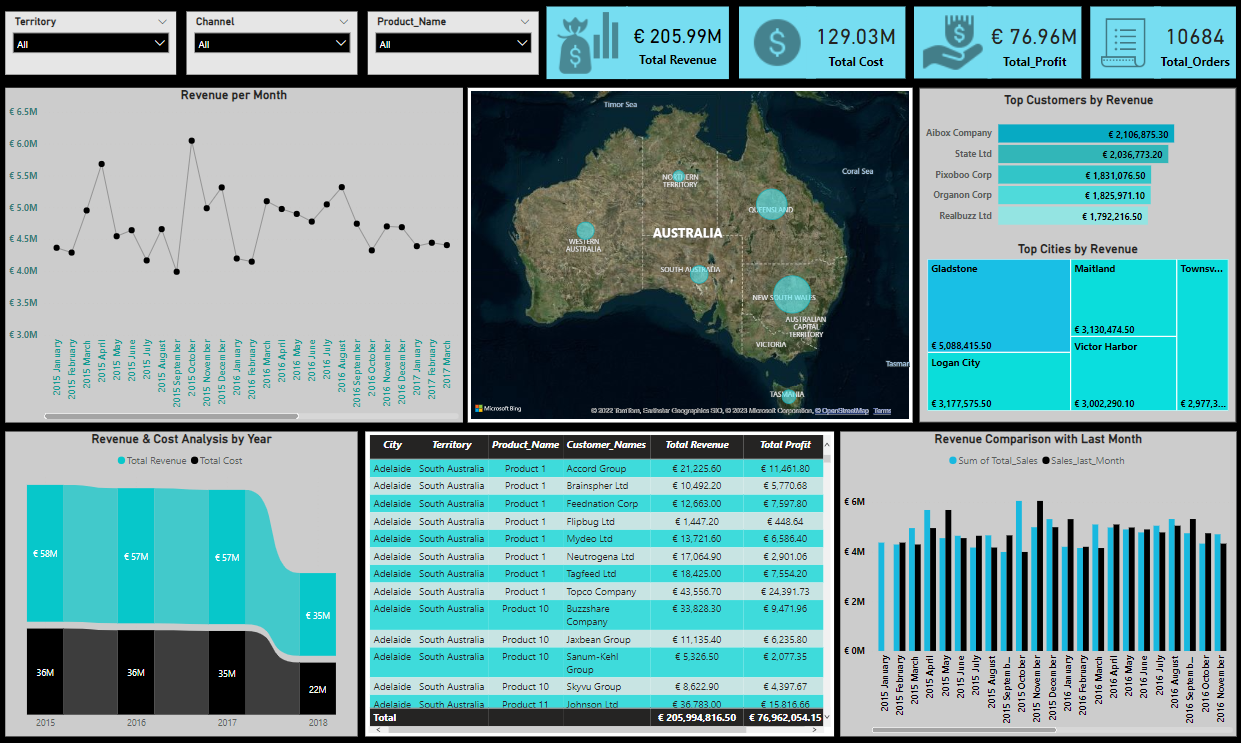 Territory
All
Channel
All
Product_Name
All
€ 205.99M
Total Revenue
129.03M
Total Cost
€ 76.96M
Total_Profit
10684
Total_Orders
Revenue per Month
€ 6.5M
€ 6.0M
€ 5.5M
€ 5.0M
€ 4.5M
€ 4.0M
€ 3.5M
€ 3.0M
2015 January
2015 February
2015 March
2015 April
2015 May
2015 June
2015 July
2015 August
2015 September
2015 October
2015 November
2015 December
2016 January
2016 February
2016 March
2016 April
2016 May
2016 June
2016 July
2016 August
2016 September
2016 October
2016 November
2016 December
2017 January
2017 February
2017 March
Timor Sea
Coral Sea
NORTHERN
TERRITORY
QUEENSLAND
WESTERN
AUSTRALIA
AUSTRALIA
SOUTH AUSTRALIA
NEW SOUTH WALES
AUSTRALIAN
CAPITAL
TERRITORY
VICTORIA
Tasman
TASMANIA
Microsoft Bing
© 2022 TomTom, Earthstar Geographics SIO, © 2023 Microsoft Corporation, © OpenStreetMap Terms
Top Customers by Revenue
Aibox Company € 2,106,875.30
State Ltd € 2,036,773.20
Pixoboo Corp € 1,831,076.50
Organon Corp € 1,825,971.10
Realbuzz Ltd € 1,792,216.50
Top Cities by Revenue
Gladstone
€ 5,088,415.50
Logan City
€ 3,177,575.50
Maitland
€ 3,130,474.50
Victor Harbor
€ 3,002,290.10
Townsv...
€ 2,977,3...
Revenue & Cost Analysis by Year
Total Revenue Total Cost
€ 58M
€ 57M
€ 57M
€ 35M
36M
36M
35M
22M
2015 2016 2017 2018
City Territory Product_Name Customer_Names Total Revenue Total Profit
Adelaide South Australia Product 1 Accord Group € 21,225.60 € 11,461.80
Adelaide South Australia Product 1 Brainspher Ltd € 10,492.20 € 5,770.68
Adelaide South Australia Product 1 Feednation Corp € 12,663.00 € 7,597.80
Adelaide South Australia Product 1 Flipbug Ltd € 1,447.20 € 448.64
Adelaide South Australia Product 1 Mydeo Ltd € 13,721.60 € 6,586.40
Adelaide South Australia Product 1 Neutrogena Ltd € 17,064.90 € 2,901.06
Adelaide South Australia Product 1 Tagfeed Ltd € 18,425.00 € 7,554.20
Adelaide South Australia Product 1 Topco Company € 43,556.70 € 24,391.73
Adelaide South Australia Product 10 Buzzshare € 33,828.30 € 9,471.96
Company
Adelaide South Australia Product 10 Jaxbean Group € 11,135.40 € 6,235.80
Adelaide South Australia Product 10 Sanum-Kehl € 5,326.50 € 2,077.35
Group
Adelaide South Australia Product 10 Skyvu Group € 8,622.90 € 4,397.67
Adelaide South Australia Product 11 Johnson Ltd € 36,783.00 € 15,816.66
Total € 205,994,816.50 € 76,962,054.15
Revenue Comparison with Last Month
Sum of Total_Sales Sales_last_Month
€ 6M
€ 4M
€ 2M
€ 0M
2015 January
2015 February
2015 March
2015 April
2015 May
2015 June
2015 July
2015 August
2015 Septemb...
2015 October
2015 November
2015 December
2016 January
2016 February
2016 March
2016 April
2016 May
2016 June
2016 July
2016 August
2016 Septemb...
2016 October
2016 November